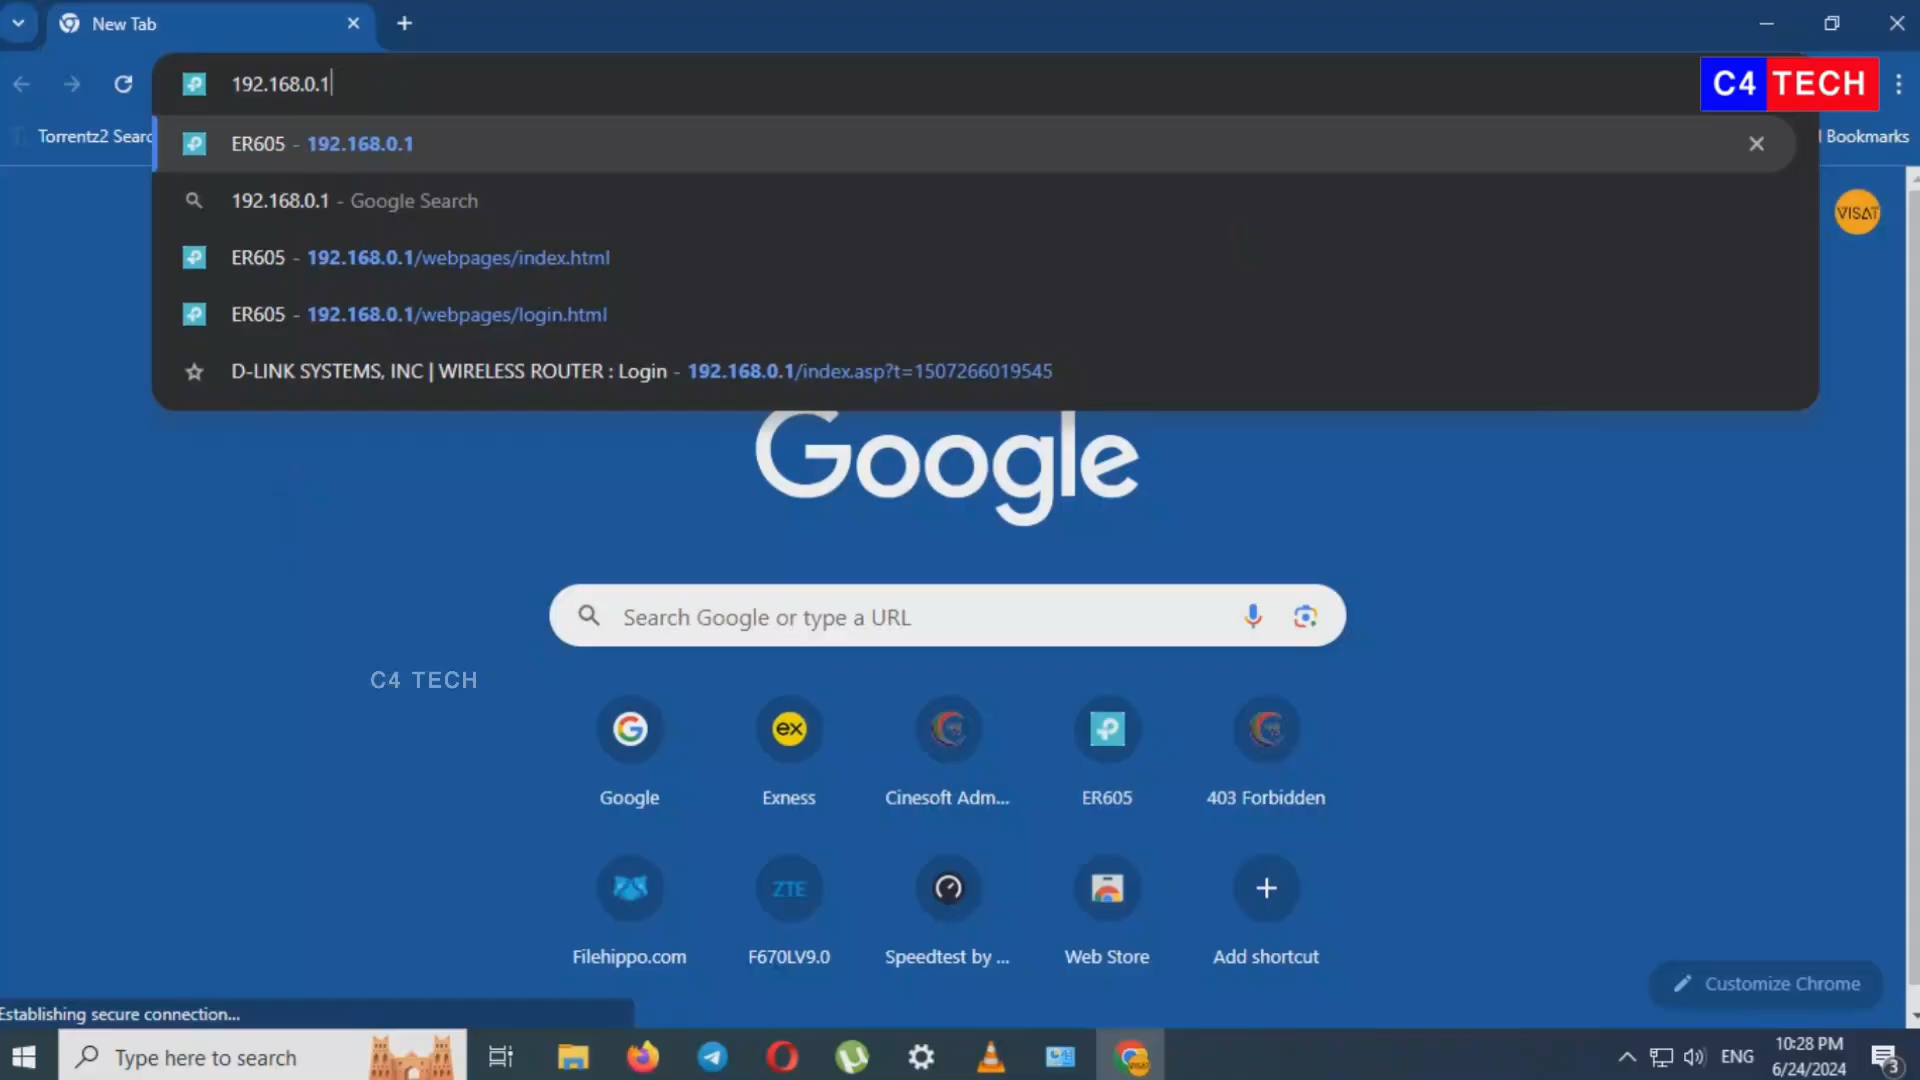 New Tab
192.168.0.1
C4 TECH
Torrentz2 Searc
ER605 - 192.168.0.1
Bookmarks
192.168.0.1 - Google Search
VISAT
ER605 - 192.168.0.1/webpages/index.html
ER605 - 192.168.0.1/webpages/login.html
D-LINK SYSTEMS, INC | WIRELESS ROUTER : Login - 192.168.0.1/index.asp?t=1507266019545
Google
Search Google or type a URL
C4 TECH
ex
Google
Exness
Cinesoft Adm...
ER605
403 Forbidden
ZTE
Filehippo.com
F670LV9.0
Speedtest by ...
Web Store
Add shortcut
Customize Chrome
Establishing secure connection...
Type here to search
ENG
10:28 PM
6/24/2024
3